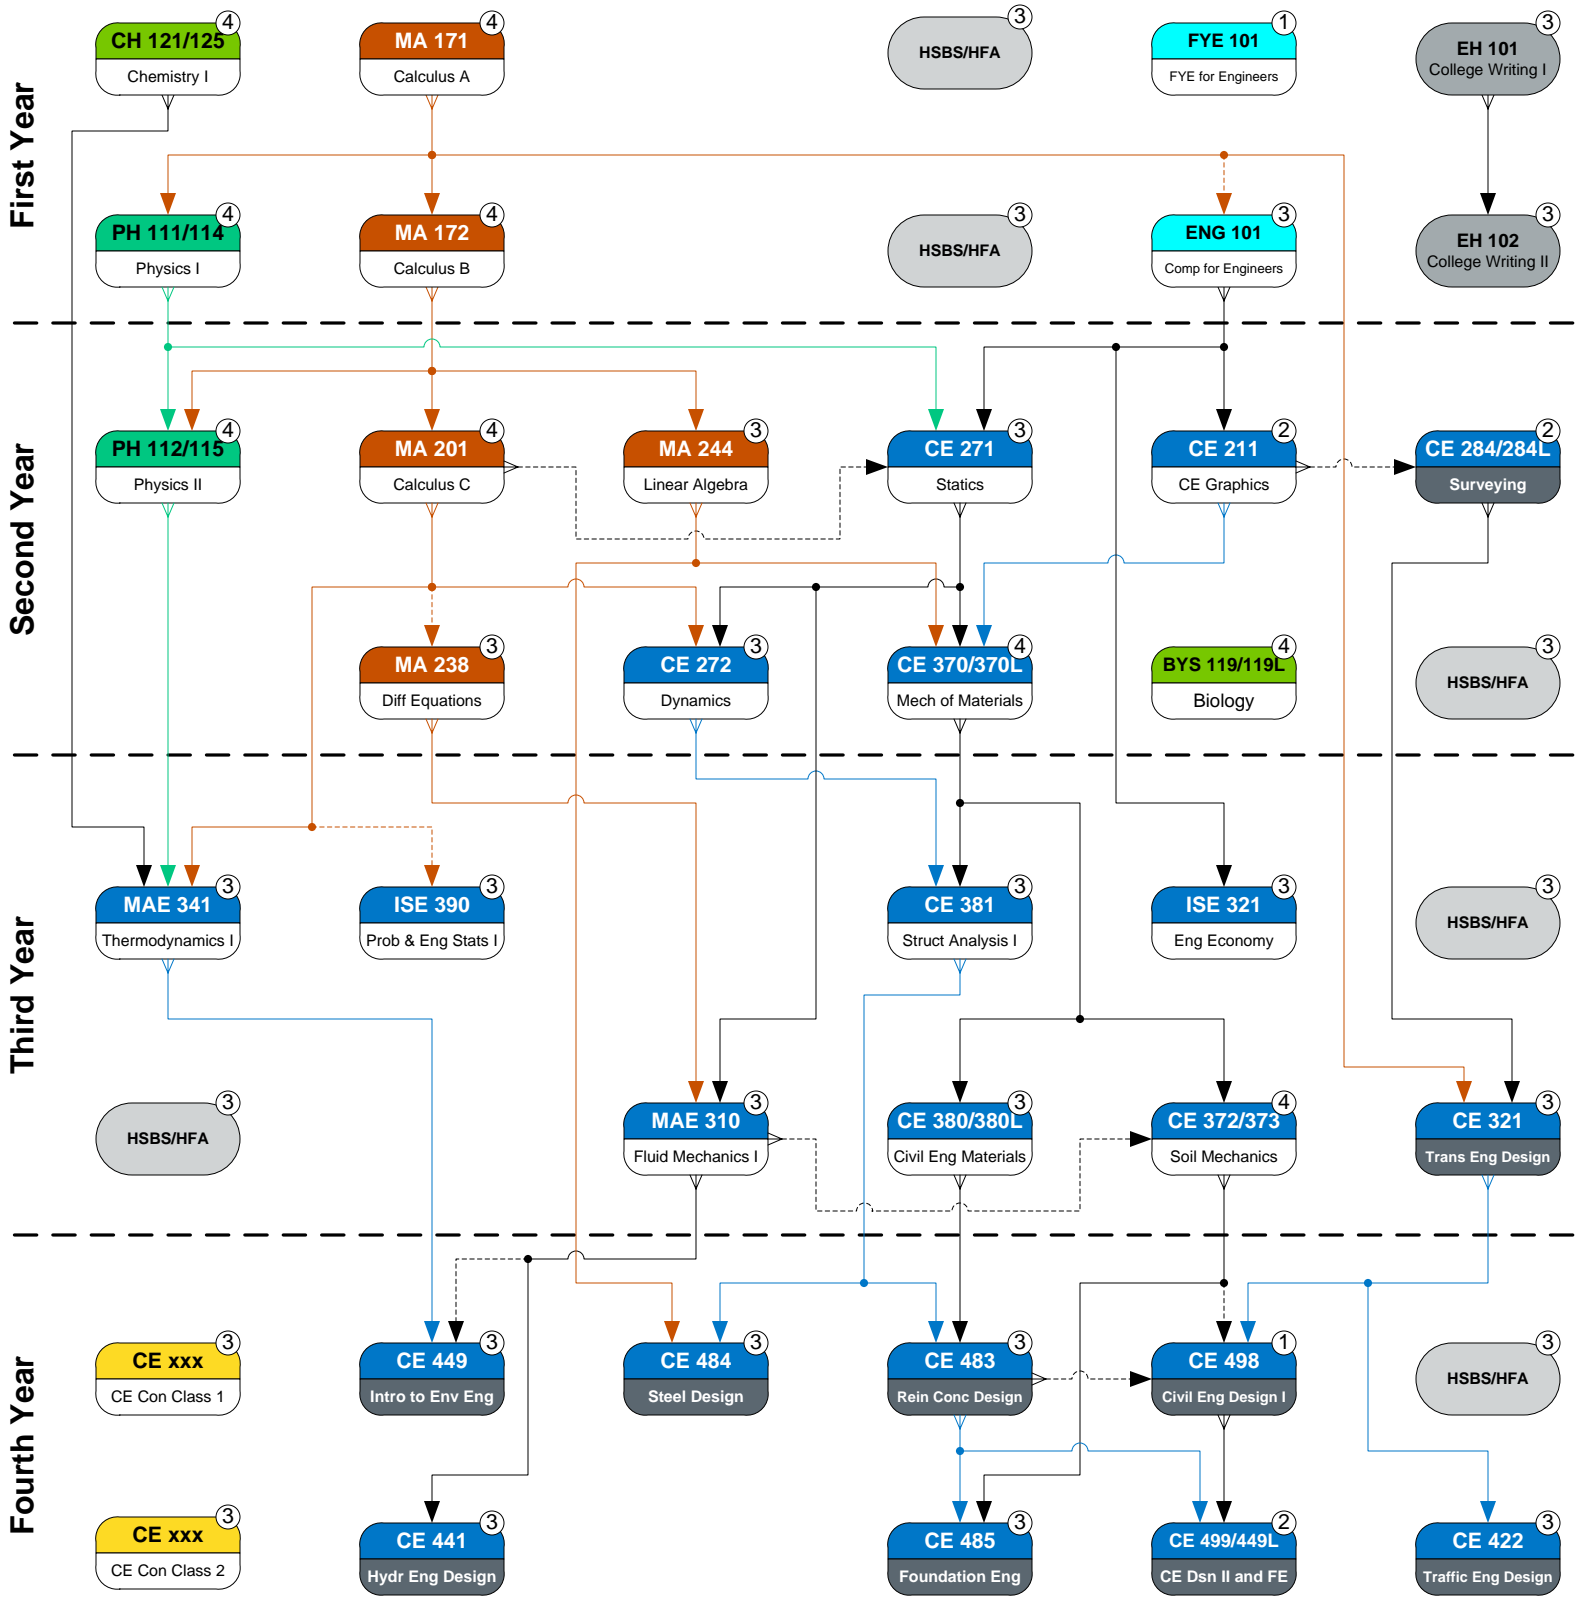 First Year
4
CH 121/125
Chemistry I
4
MA 171
Calculus A
3
HSBS/HFA
1
FYE 101
FYE for Engineers
3
EH 101
College Writing I
4
PH 111/114
Physics I
4
MA 172
Calculus B
3
HSBS/HFA
3
ENG 101
Comp for Engineers
3
EH 102
College Writing II
Second Year
4
PH 112/115
Physics II
4
MA 201
Calculus C
3
MA 244
Linear Algebra
3
CE 271
Statics
2
CE 211
CE Graphics
2
CE 284/284L
Surveying
3
MA 238
Diff Equations
3
CE 272
Dynamics
4
CE 370/370L
Mech of Materials
4
BYS 119/119L
Biology
3
HSBS/HFA
Third Year
3
MAE 341
Thermodynamics I
3
ISE 390
Prob & Eng Stats I
3
CE 381
Struct Analysis I
3
ISE 321
Eng Economy
3
HSBS/HFA
3
HSBS/HFA
3
MAE 310
Fluid Mechanics I
3
CE 380/380L
Civil Eng Materials
4
CE 372/373
Soil Mechanics
3
CE 321
Trans Eng Design
Fourth Year
3
CE xxx
CE Con Class 1
3
CE 449
Intro to Env Eng
3
CE 484
Steel Design
3
CE 483
Rein Conc Design
1
CE 498
Civil Eng Design I
3
HSBS/HFA
3
CE xxx
CE Con Class 2
3
CE 441
Hydr Eng Design
3
CE 485
Foundation Eng
2
CE 499/449L
CE Dsn II and FE
3
CE 422
Traffic Eng Design